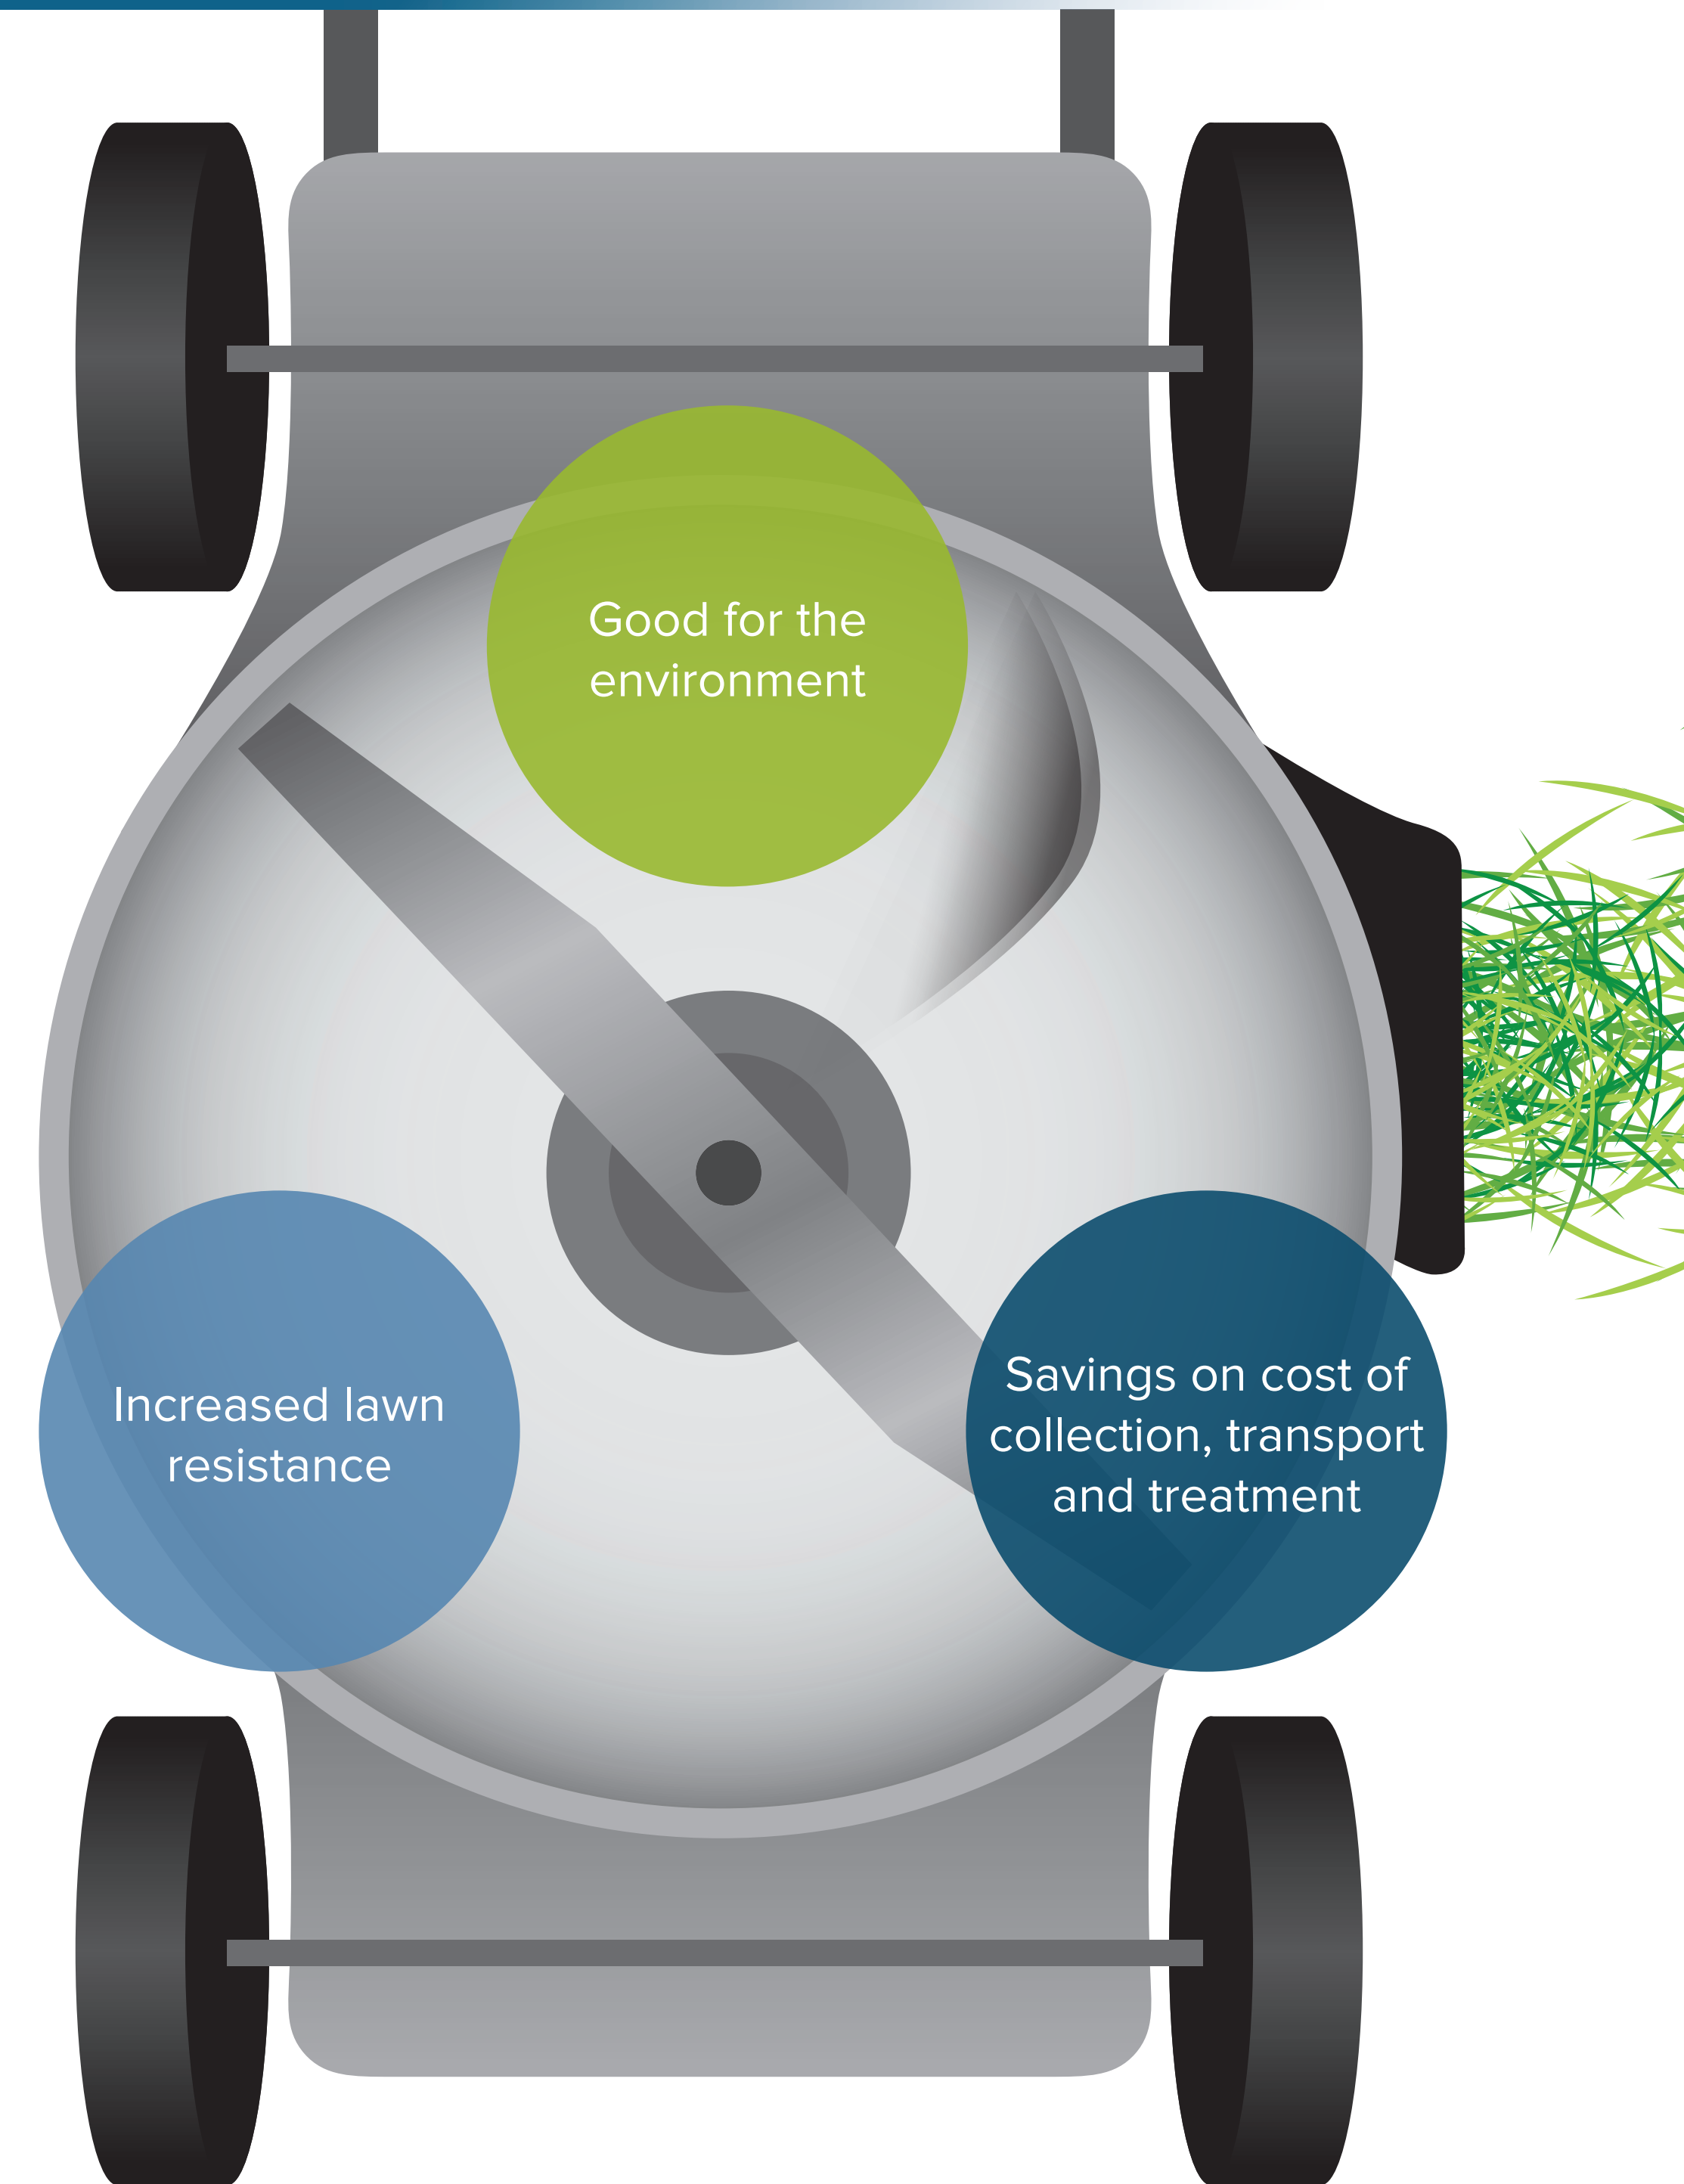 Good for the
environment
Increased lawn
resistance
Savings on cost of
collection, transport
and treatment